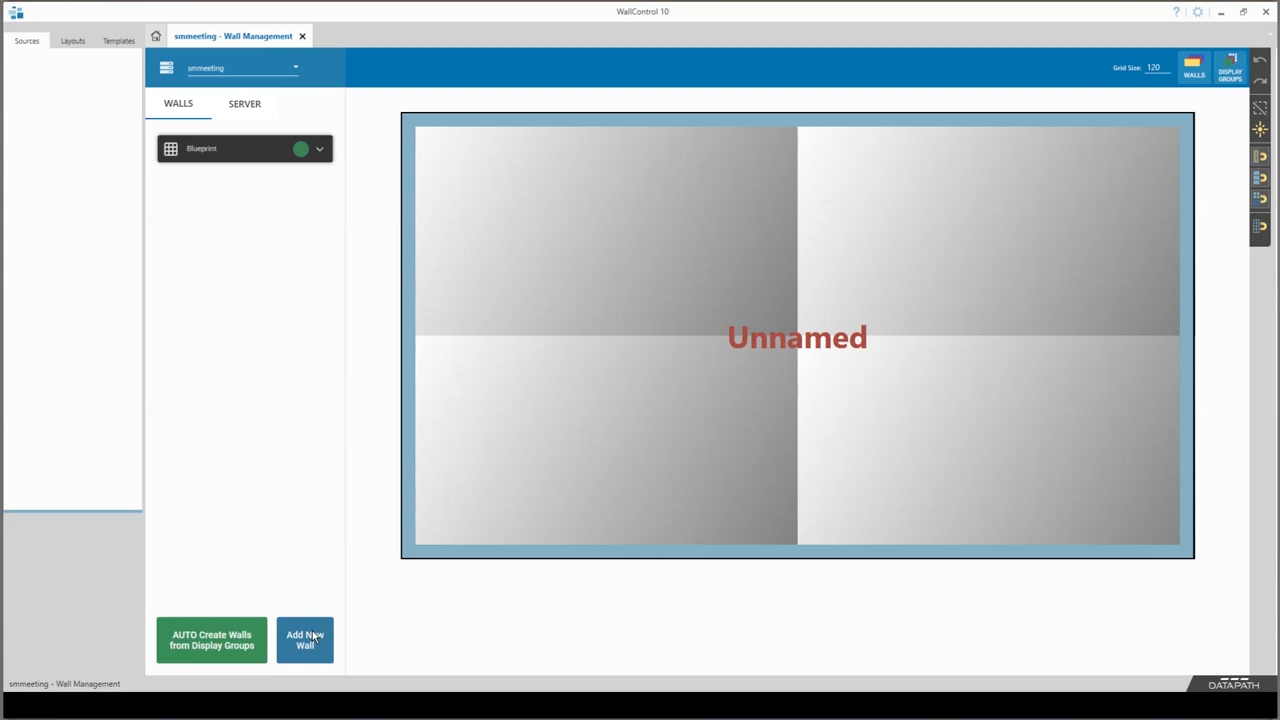 WallControl 10
?
Sources
Layouts
Templates
smmeeting - Wall Management
smmeeting
Grid Size: 120
WALLS
DISPLAY
GROUPS
WALLS
SERVER
Blueprint
Unnamed
AUTO Create Walls
from Display Groups
Add New
Wall
smmeeting - Wall Management
DATAPATH